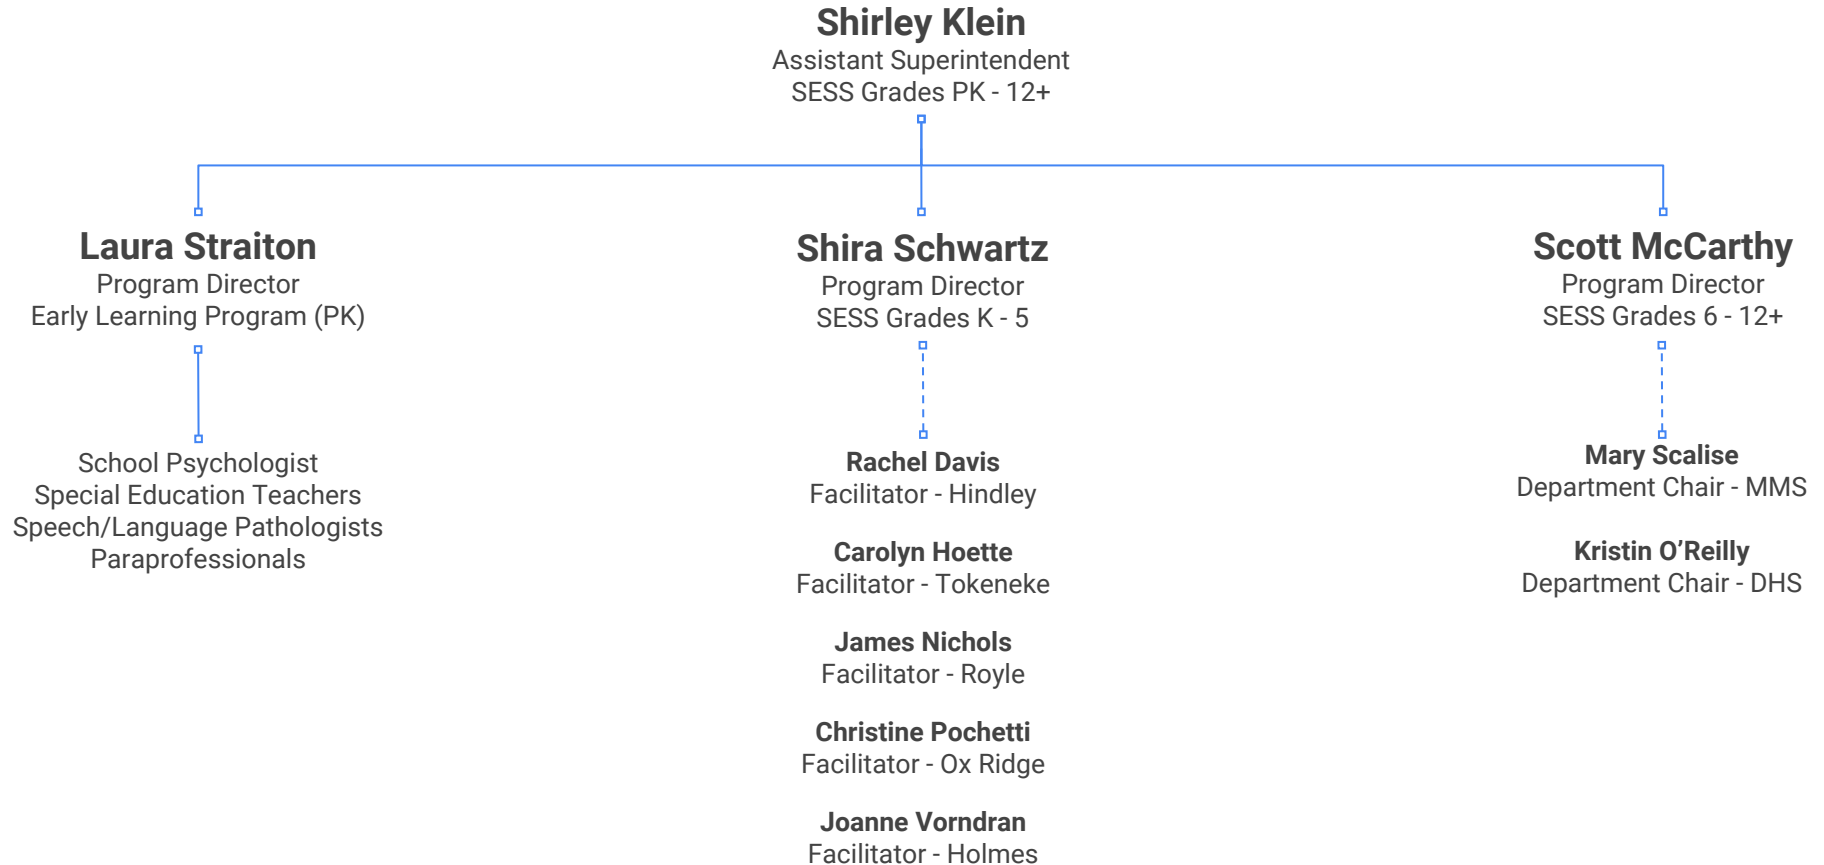 Shirley Klein
Assistant Superintendent
SESS Grades PK - 12+
Laura Straiton
Program Director
Early Learning Program (PK)
School Psychologist
Special Education Teachers
Speech/Language Pathologists
Paraprofessionals
Shira Schwartz
Program Director
SESS Grades K - 5
Rachel Davis
Facilitator - Hindley
Carolyn Hoette
Facilitator - Tokeneke
James Nichols
Facilitator - Royle
Christine Pochetti
Facilitator - Ox Ridge
Joanne Vorndran
Facilitator - Holmes
Scott McCarthy
Program Director
SESS Grades 6 - 12+
Mary Scalise
Department Chair - MMS
Kristin O’Reilly
Department Chair - DHS